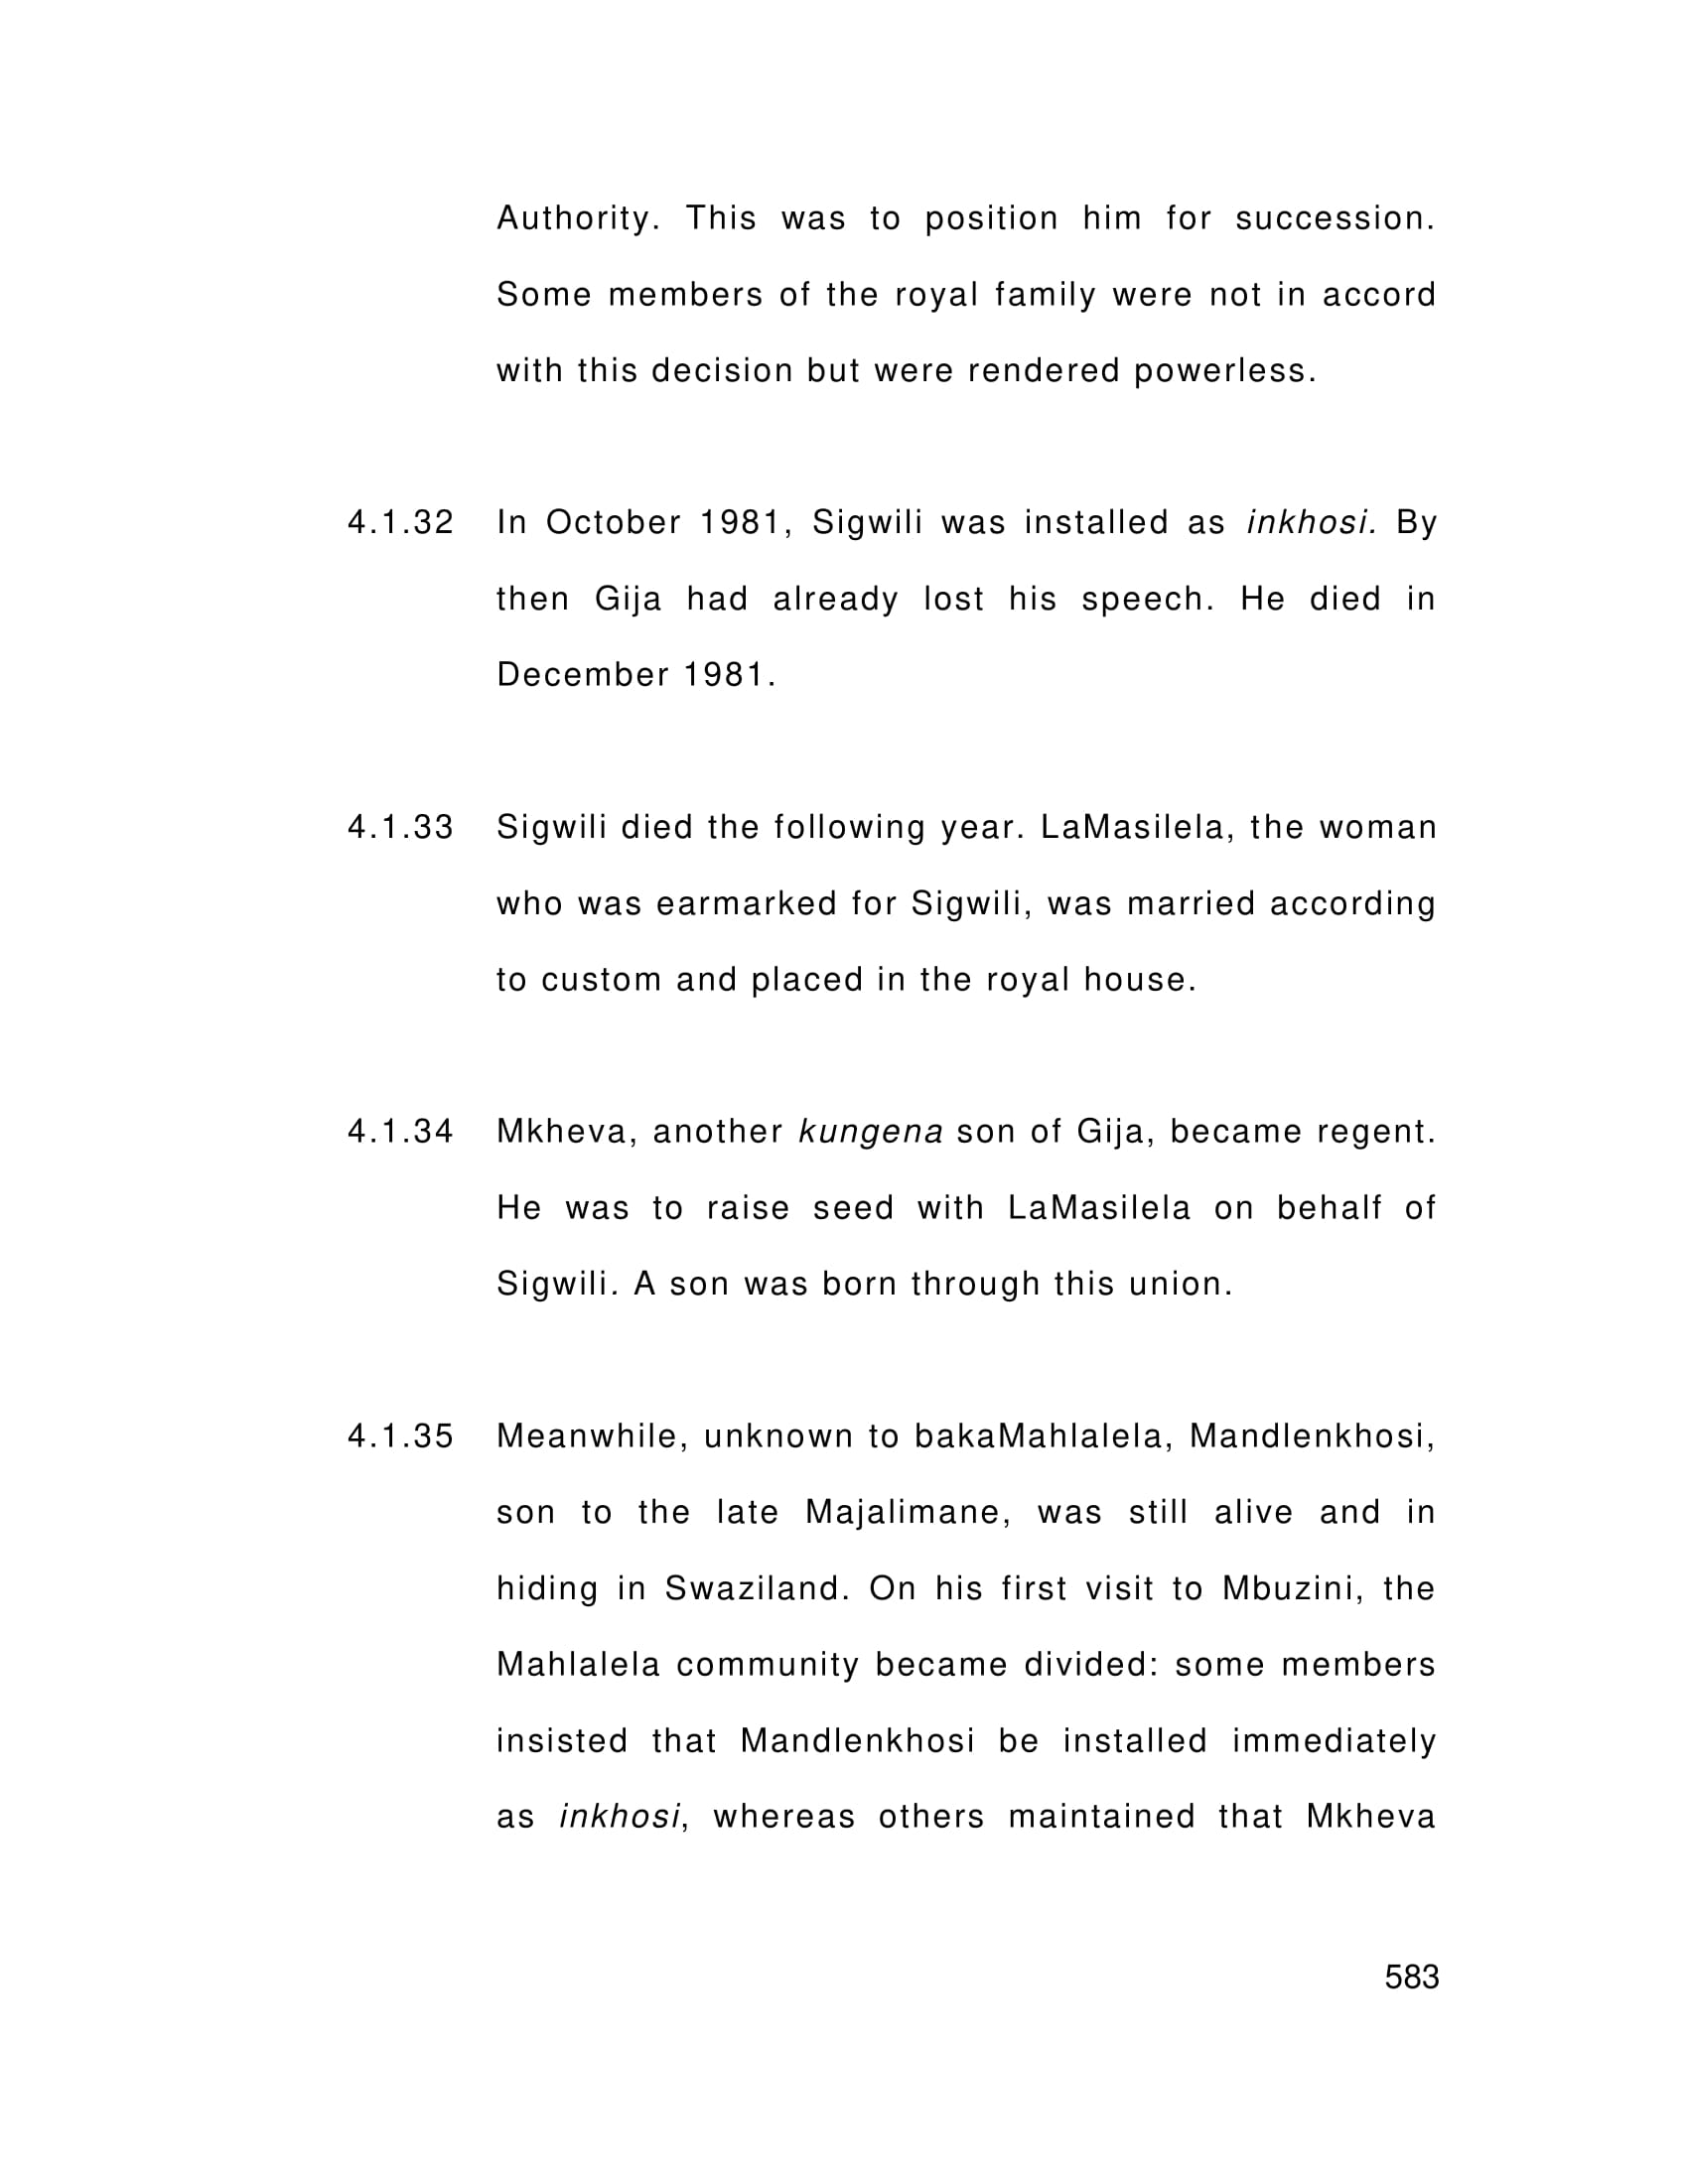 Authority. This was to position him for succession.
Some members of the royal family were not in accord
with this decision but were rendered powerless.
4.1.32 In October 1981, Sigwili was installed as inkhosi. By
then Gija had already lost his speech. He died in
December 1981.
4.1.33 Sigwili died the following year. LaMasilela, the woman
who was earmarked for Sigwili, was married according
to custom and placed in the royal house.
4.1.34 Mkheva, another kungena son of Gija, became regent.
He was to raise seed with LaMasilela on behalf of
Sigwili. A son was born through this union.
4.1.35 Meanwhile, unknown to bakaMahlalela, Mandlenkhosi,
son to the late Majalimane, was still alive and in
hiding in Swaziland. On his first visit to Mbuzini, the
Mahlalela community became divided: some members
insisted that Mandlenkhosi be installed immediately
as inkhosi, whereas others maintained that Mkheva
583